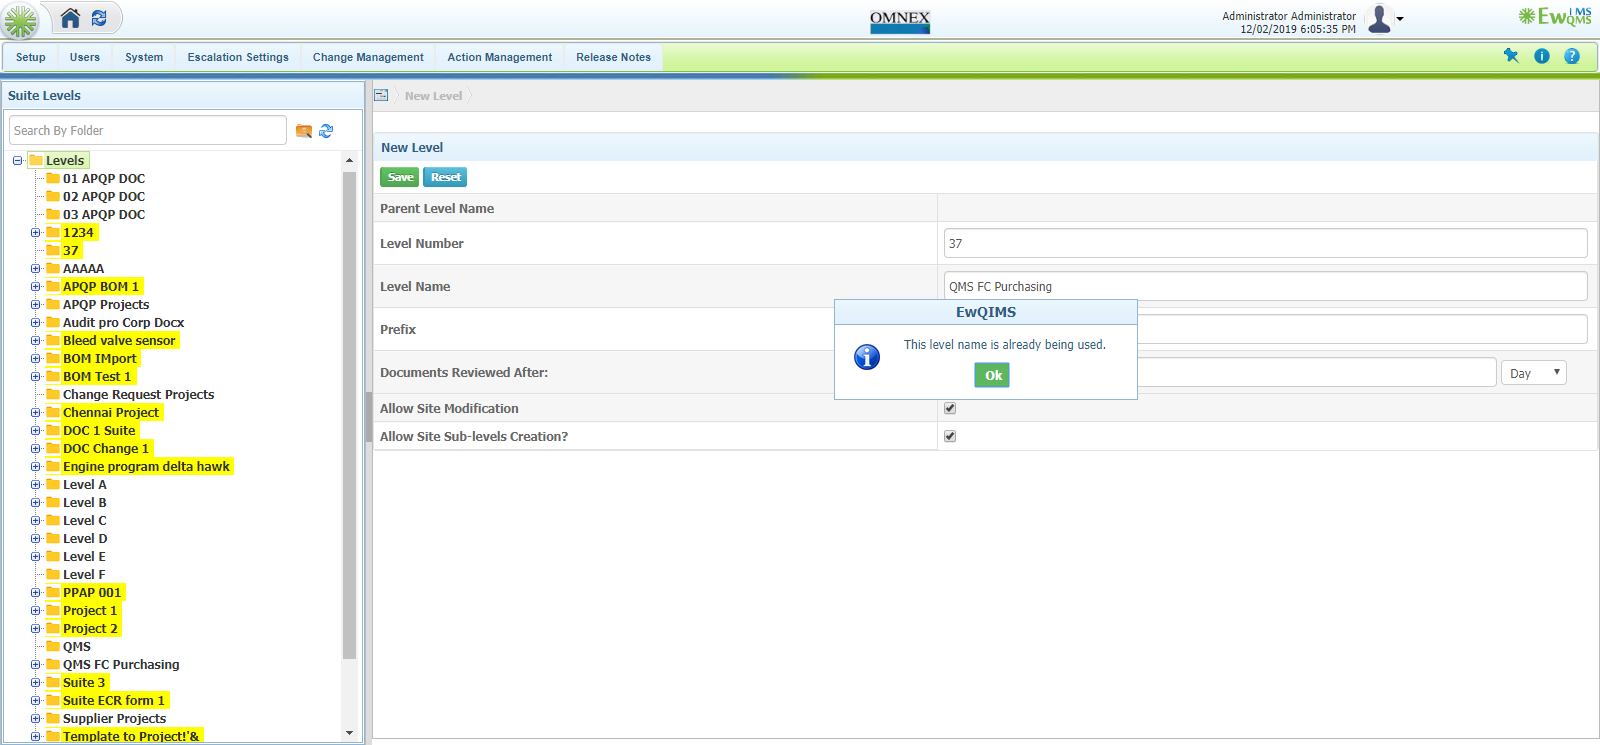 OMNEX
Administrator Administrator
12/02/2019 6:05:35 PM
EwIMS
QMS
Setup
Users
System
Escalation Settings
Change Management
Action Management
Release Notes
Suite Levels
Search By Folder
Levels
01 APQP DOC
02 APQP DOC
03 APQP DOC
1234
37
AAAAA
APQP BOM 1
APQP Projects
Audit pro Corp Docx
Bleed valve sensor
BOM IMport
BOM Test 1
Change Request Projects
Chennai Project
DOC 1 Suite
DOC Change 1
Engine program delta hawk
Level A
Level B
Level C
Level D
Level E
Level F
PPAP 001
Project 1
Project 2
QMS
QMS FC Purchasing
Suite 3
Suite ECR form 1
Supplier Projects
Template to Project!'&
New Level
New Level
Save Reset
Parent Level Name
Level Number 37
Level Name QMS FC Purchasing
Prefix
Documents Reviewed After: Day
Allow Site Modification
Allow Site Sub-levels Creation?
EwQIMS
This level name is already being used.
Ok